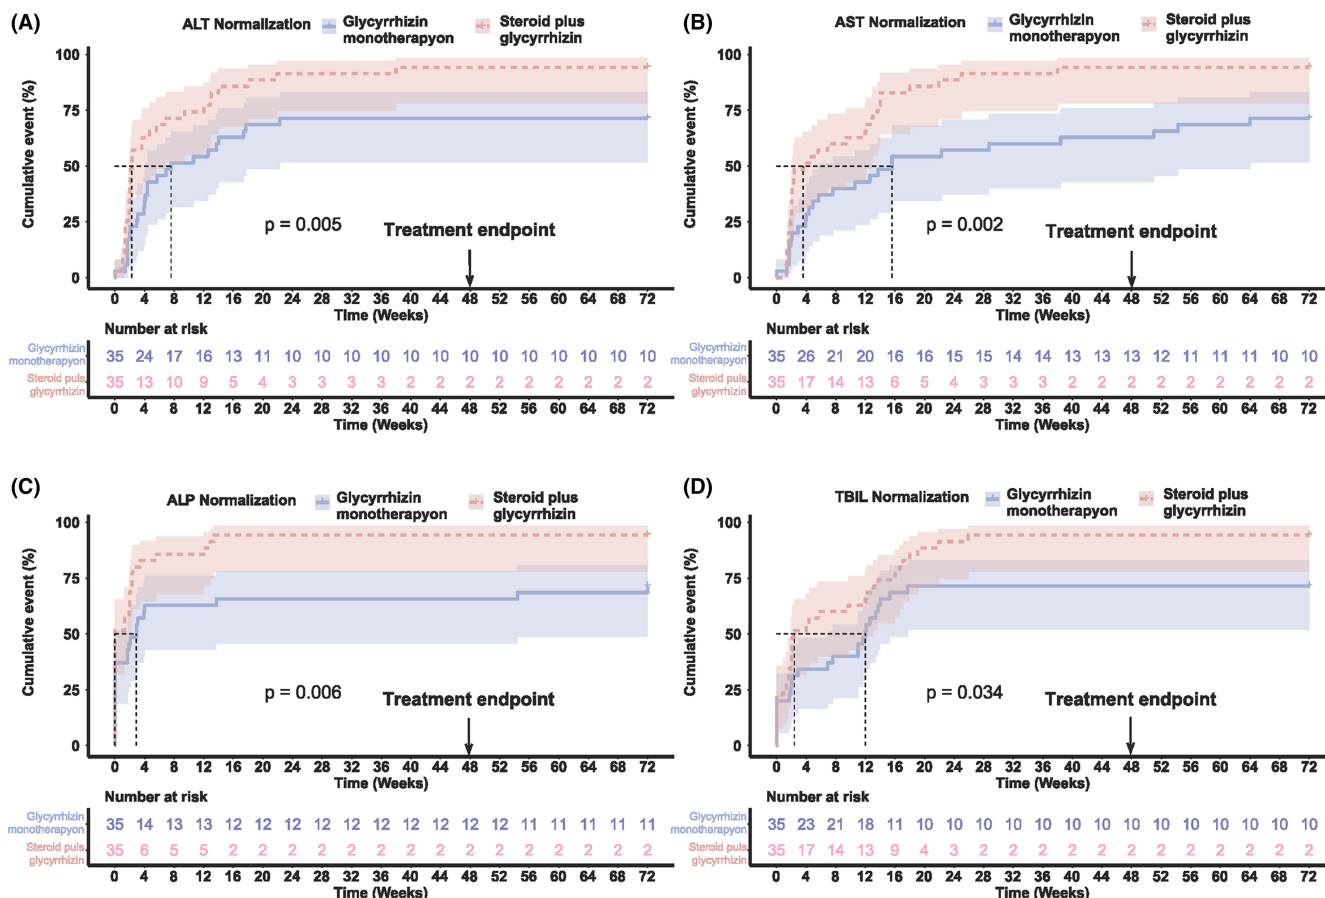 (A)
ALT Normalization
Glycyrrhizin
monotherapyon
Steroid plus
glycyrrhizin
Cumulative event (%)
100
75
50
25
0
p = 0.005
Treatment endpoint
0 4 8 12 16 20 24 28 32 36 40 44 48 52 56 60 64 68 72
Time (Weeks)
Number at risk
Glycyrrhizin
monotherapyon
35 24 17 16 13 11 10 10 10 10 10 10 10 10 10 10 10 10 10
Steroid puls
glycyrrhizin
35 13 10 9 5 4 3 3 3 3 2 2 2 2 2 2 2 2 2
0 4 8 12 16 20 24 28 32 36 40 44 48 52 56 60 64 68 72
Time (Weeks)
(B)
AST Normalization
Glycyrrhizin
monotherapyon
Steroid plus
glycyrrhizin
Cumulative event (%)
100
75
50
25
0
p = 0.002
Treatment endpoint
0 4 8 12 16 20 24 28 32 36 40 44 48 52 56 60 64 68 72
Time (Weeks)
Number at risk
Glycyrrhizin
monotherapyon
35 26 21 20 16 16 15 15 14 14 13 13 13 12 11 11 11 10 10
Steroid puls
glycyrrhizin
35 17 14 13 6 5 4 3 3 3 2 2 2 2 2 2 2 2 2
0 4 8 12 16 20 24 28 32 36 40 44 48 52 56 60 64 68 72
Time (Weeks)
(C)
ALP Normalization
Glycyrrhizin
monotherapyon
Steroid plus
glycyrrhizin
Cumulative event (%)
100
75
50
25
0
p = 0.006
Treatment endpoint
0 4 8 12 16 20 24 28 32 36 40 44 48 52 56 60 64 68 72
Time (Weeks)
Number at risk
Glycyrrhizin
monotherapyon
35 14 13 13 12 12 12 12 12 12 12 12 12 12 11 11 11 11 11
Steroid puls
glycyrrhizin
35 6 5 5 2 2 2 2 2 2 2 2 2 2 2 2 2 2 2
0 4 8 12 16 20 24 28 32 36 40 44 48 52 56 60 64 68 72
Time (Weeks)
(D)
TBIL Normalization
Glycyrrhizin
monotherapyon
Steroid plus
glycyrrhizin
Cumulative event (%)
100
75
50
25
0
p = 0.034
Treatment endpoint
0 4 8 12 16 20 24 28 32 36 40 44 48 52 56 60 64 68 72
Time (Weeks)
Number at risk
Glycyrrhizin
monotherapyon
35 23 21 18 11 10 10 10 10 10 10 10 10 10 10 10 10 10 10
Steroid puls
glycyrrhizin
35 17 14 13 9 4 3 2 2 2 2 2 2 2 2 2 2 2 2
0 4 8 12 16 20 24 28 32 36 40 44 48 52 56 60 64 68 72
Time (Weeks)